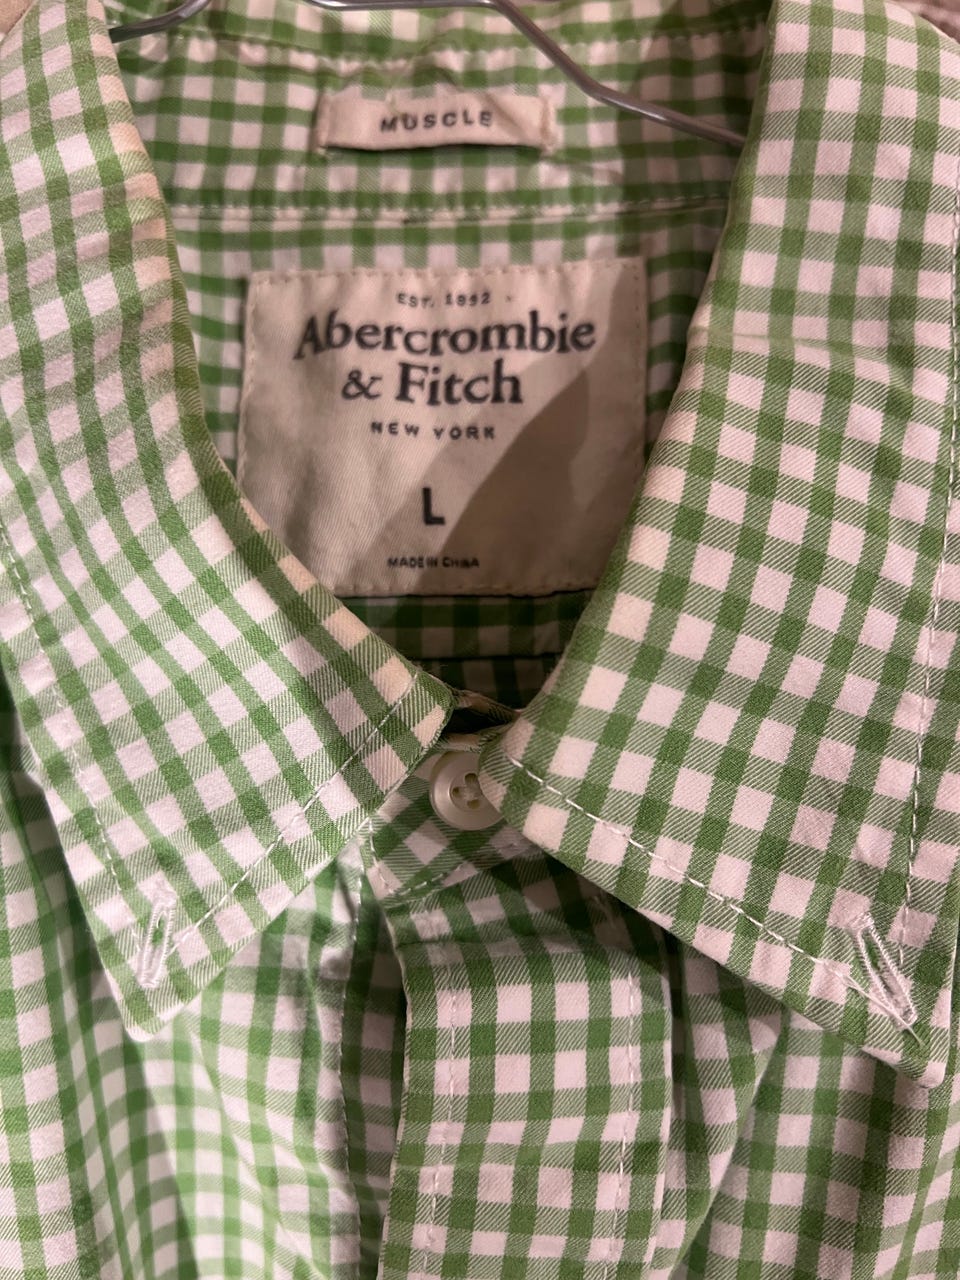 MUSCLE
EST. 1892
Abercrombie
& Fitch
NEW YORK
L
MADE IN CHINA